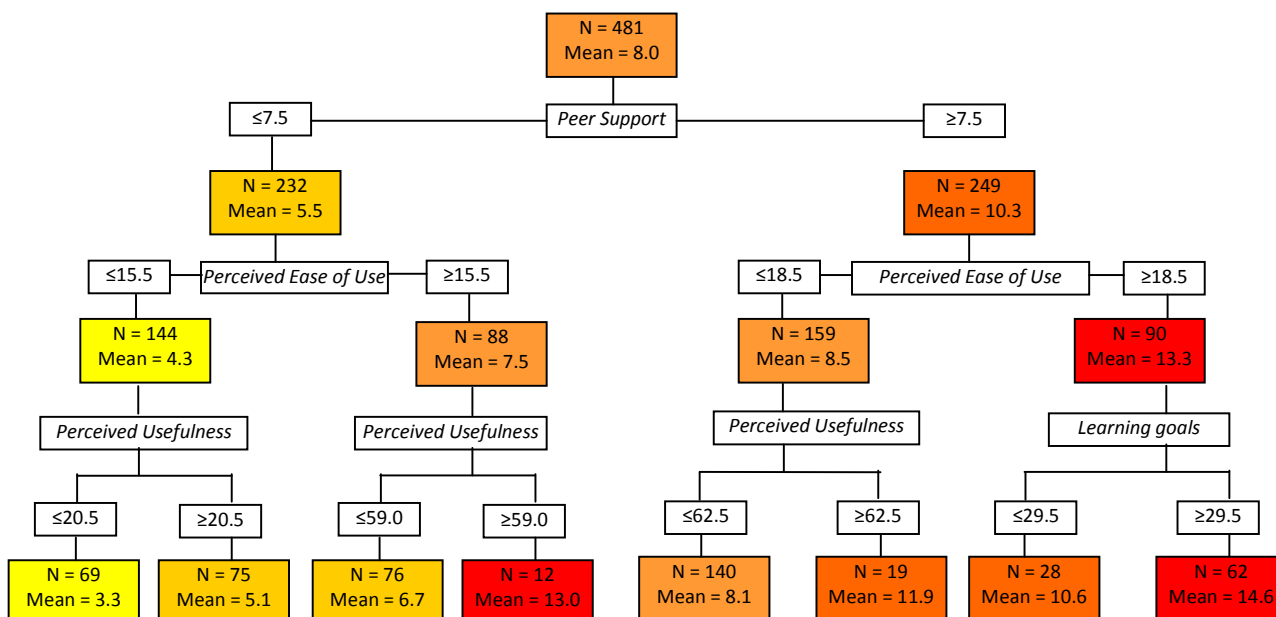 N = 481
Mean = 8.0
≤7.5
Peer Support
≥7.5
N = 232
Mean = 5.5
N = 249
Mean = 10.3
≤15.5
Perceived Ease of Use
≥15.5
≤18.5
Perceived Ease of Use
≥18.5
N = 144
Mean = 4.3
N = 88
Mean = 7.5
N = 159
Mean = 8.5
N = 90
Mean = 13.3
Perceived Usefulness
Perceived Usefulness
Perceived Usefulness
Learning goals
≤20.5
≥20.5
≤59.0
≥59.0
≤62.5
≥62.5
≤29.5
≥29.5
N = 69
Mean = 3.3
N = 75
Mean = 5.1
N = 76
Mean = 6.7
N = 12
Mean = 13.0
N = 140
Mean = 8.1
N = 19
Mean = 11.9
N = 28
Mean = 10.6
N = 62
Mean = 14.6